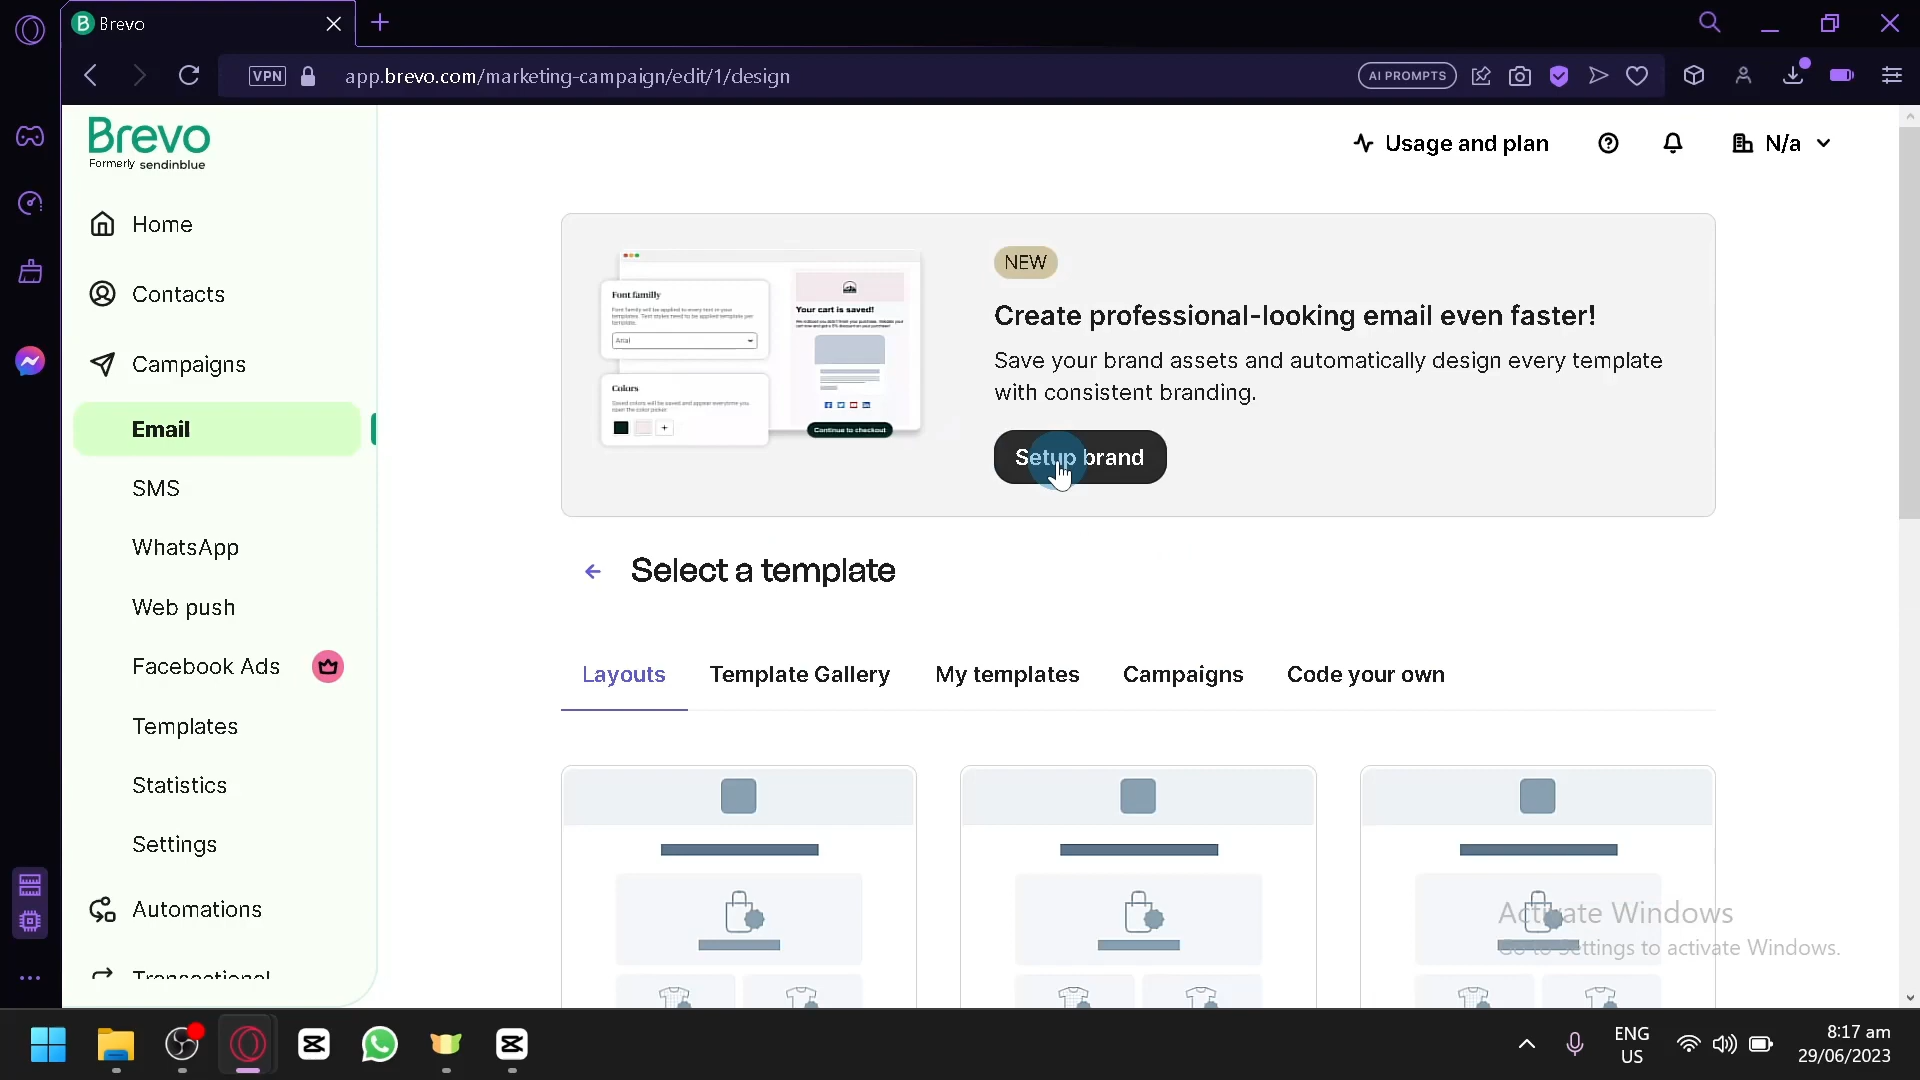 Brevo
VPN
app.brevo.com/marketing-campaign/edit/1/design
AI PROMPTS
Brevo
Formerly sendinblue
Usage and plan
N/a
Home
Contacts
Campaigns
Email
SMS
WhatsApp
Web push
Facebook Ads
Templates
Statistics
Settings
Automations
Transactional
Font familly
Arial
Colors
Your cart is saved!
Continue to checkout
NEW
Create professional-looking email even faster!
Save your brand assets and automatically design every template
with consistent branding.
Setup brand
Select a template
Layouts
Template Gallery
My templates
Campaigns
Code your own
Activate Windows
Go to Settings to activate Windows.
ENG
US
8:17 am
29/06/2023